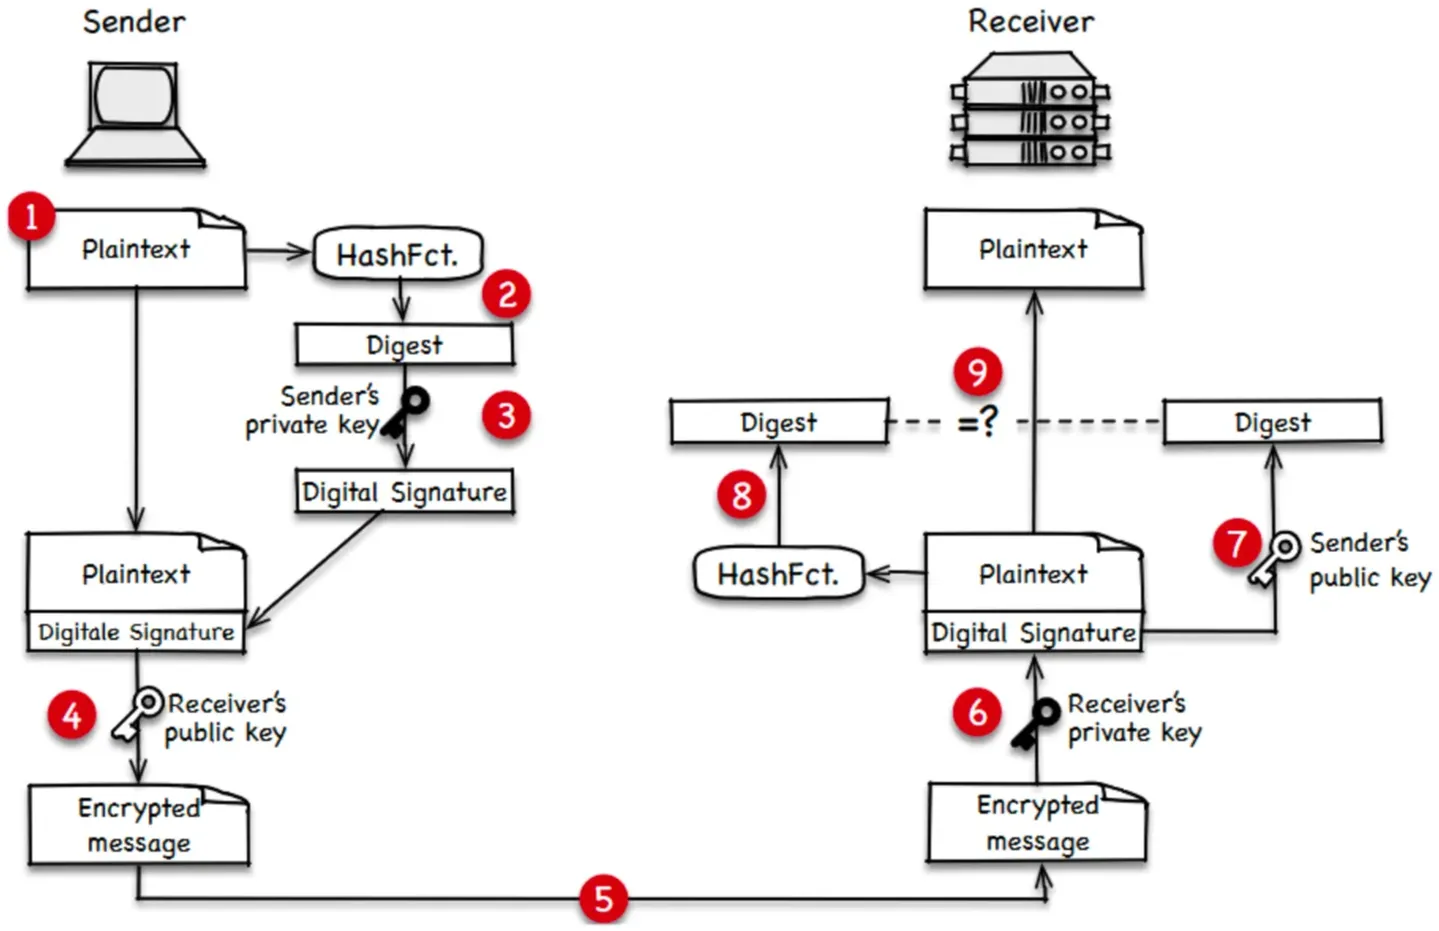 Sender
1
Plaintext
HashFct.
2
Digest
Sender's
private key
3
Digital Signature
Plaintext
Digitale Signature
4
Receiver's
public key
Encrypted
message
5
Receiver
Plaintext
9
Digest
=?
Digest
8
7
Sender's
public key
HashFct.
Plaintext
Digital Signature
6
Receiver's
private key
Encrypted
message